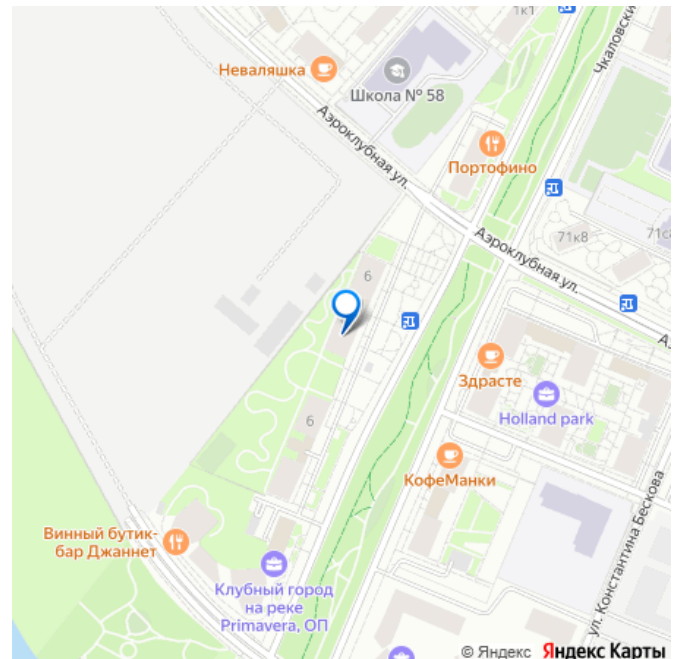 1к1
Чкаловски
Неваляшка
Школа № 58
Аэроклубная ул.
Портофино
71к8
71с
Аэроклубная ул.
6
А
Здрасте
Holland park
6
КофеМанки
ул. Константина Бескова
Винный бутик-
бар Джаннет
Клубный город
на реке
Primavera, ОП
© Яндекс Яндекс Карты